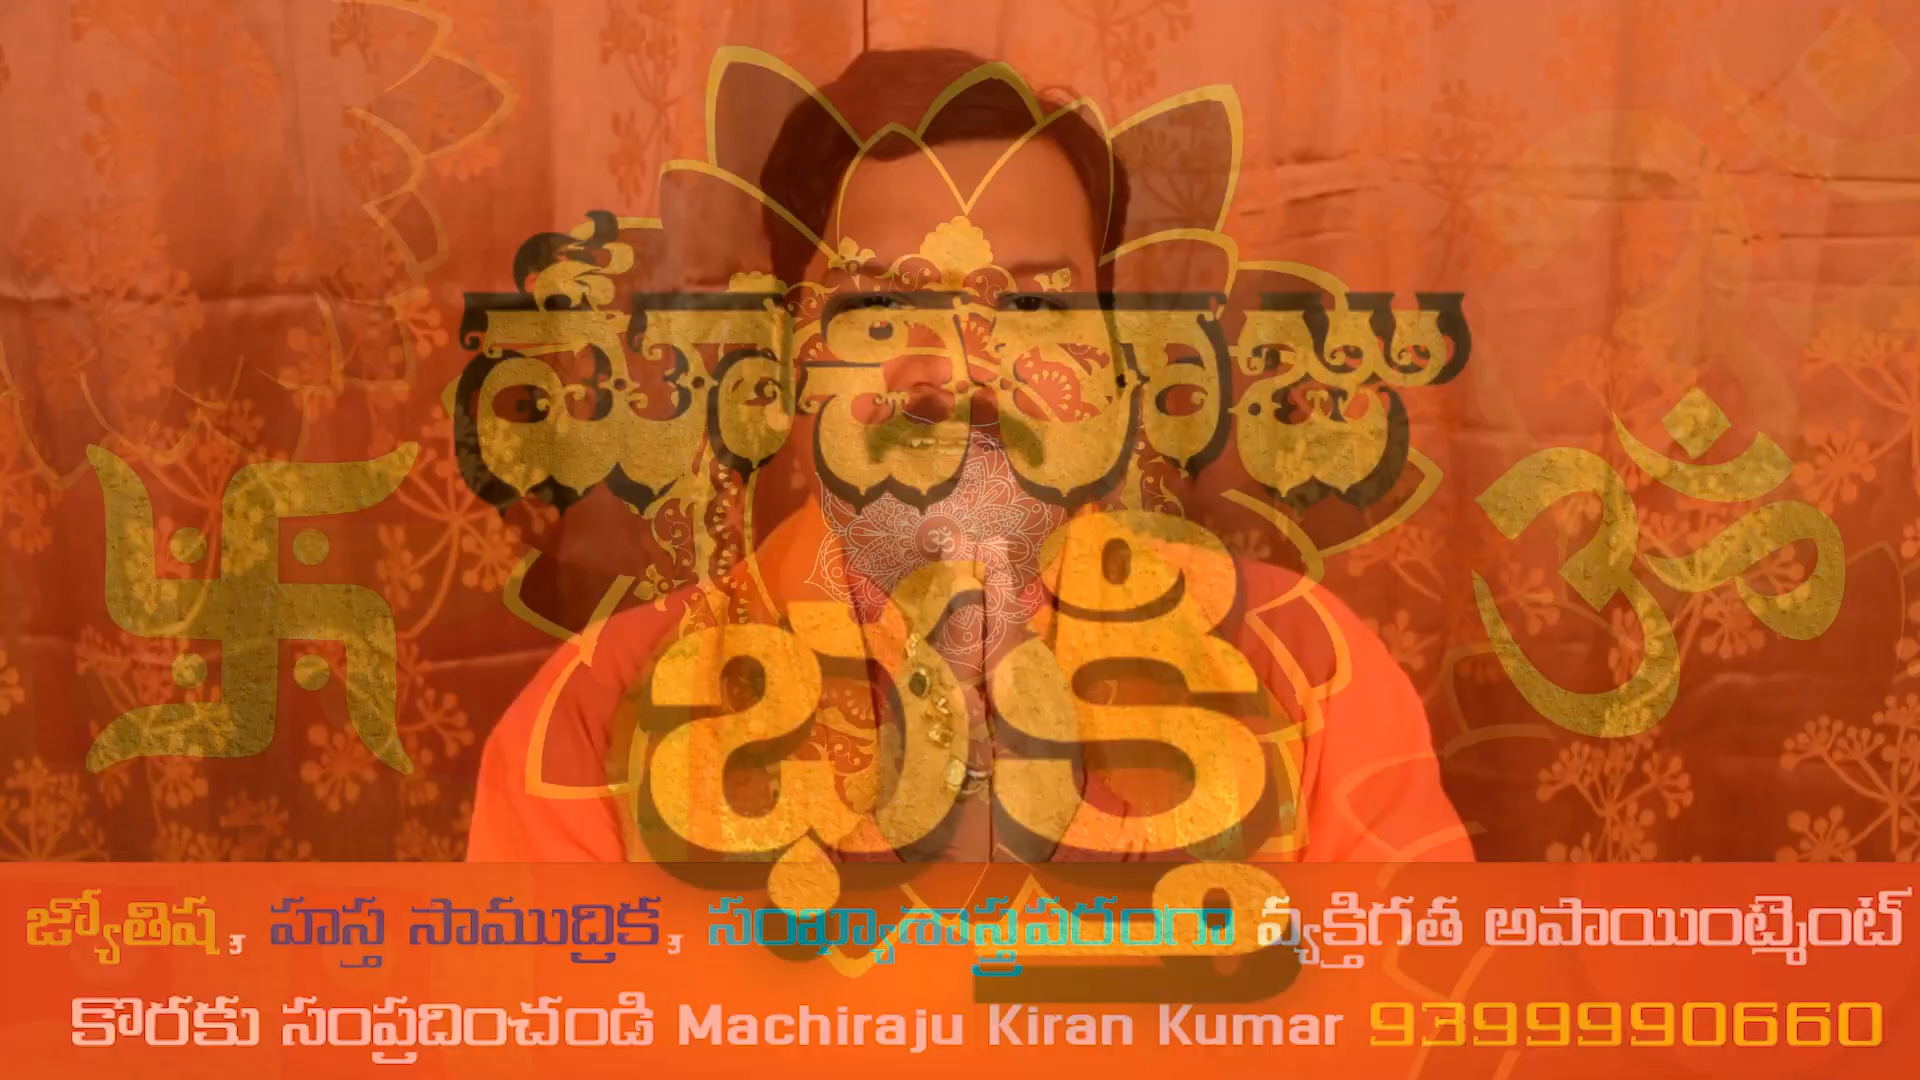 మాచిరాజు
భక్తి
ॐ
జ్యోతిష, హస్త సాముద్రిక, సంఖ్యాశాస్త్రపరంగా వ్యక్తిగత అపాయింట్మెంట్
కొరకు సంప్రదించండి Machiraju Kiran Kumar 9399990660